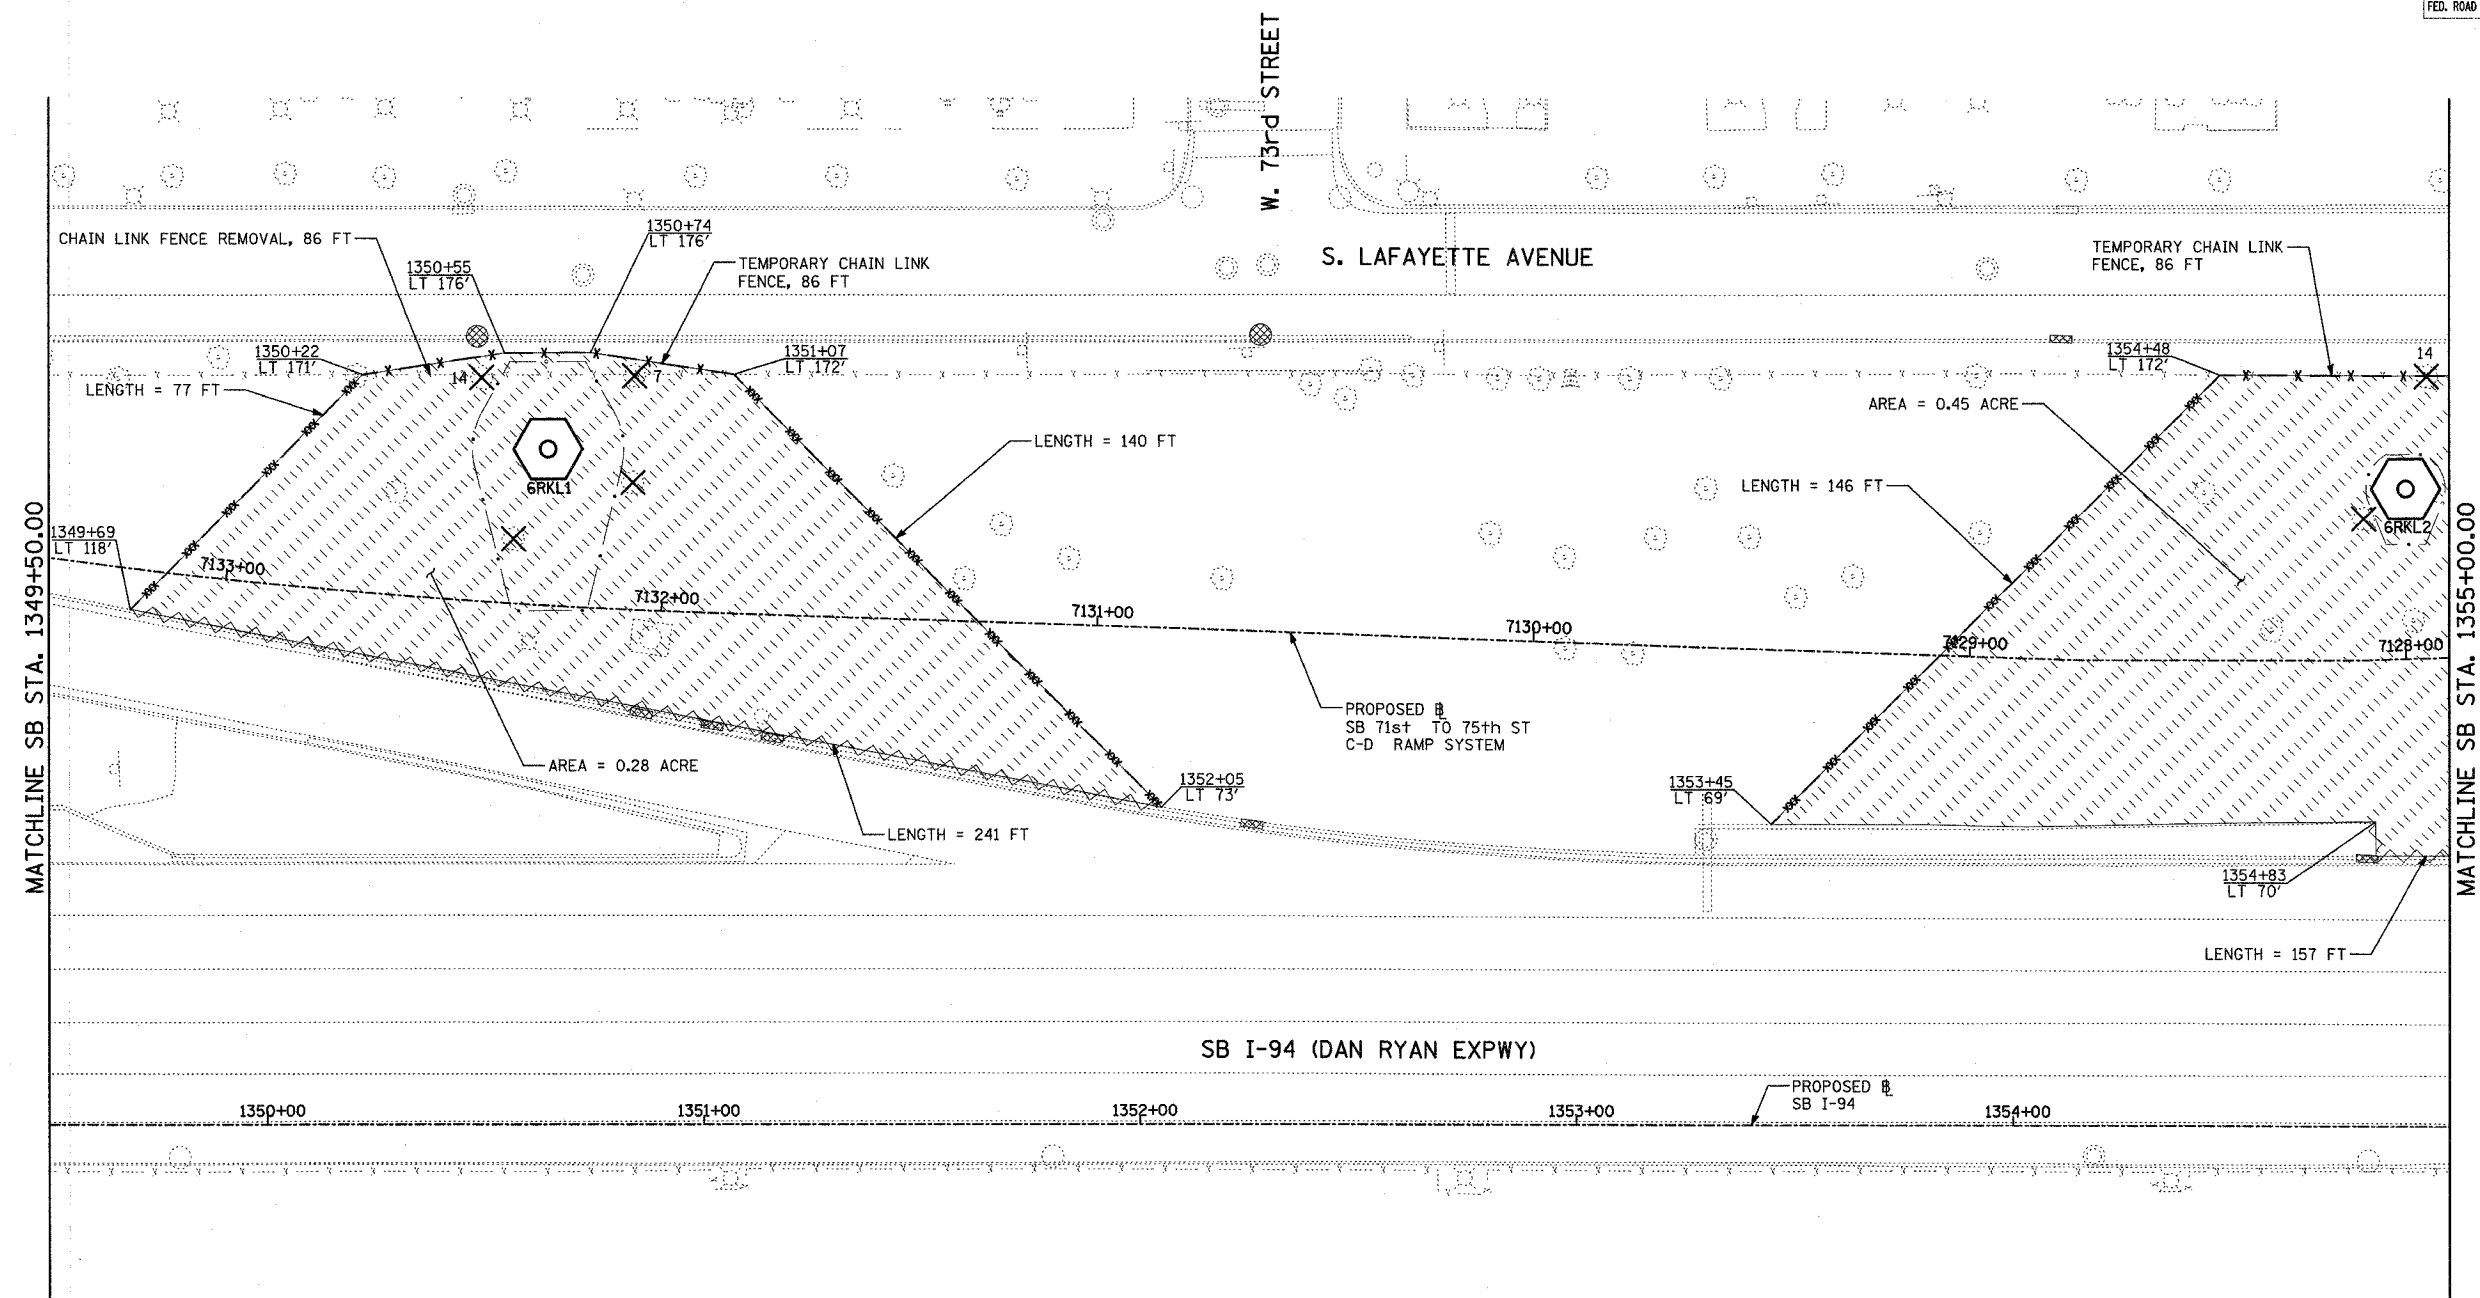 FED. ROAD
W. 73rd STREET
S. LAFAYETTE AVENUE
CHAIN LINK FENCE REMOVAL, 86 FT
1350+55
LT 176'
1350+74
LT 176'
TEMPORARY CHAIN LINK
FENCE, 86 FT
TEMPORARY CHAIN LINK
FENCE, 86 FT
1350+22
LT 171'
1351+07
LT 172'
1354+48
LT 172'
14
14
7
LENGTH = 77 FT
AREA = 0.45 ACRE
LENGTH = 140 FT
LENGTH = 146 FT
6RKL1
6RKL2
1349+69
LT 118'
7133+00
7132+00
7131+00
7130+00
7129+00
7128+00
MATCHLINE SB STA. 1349+50.00
MATCHLINE SB STA. 1355+00.00
PROPOSED
SB 71st TO 75th ST
C-D RAMP SYSTEM
AREA = 0.28 ACRE
1352+05
LT 73'
1353+45
LT 69'
LENGTH = 241 FT
1354+83
LT 70'
LENGTH = 157 FT
SB I-94 (DAN RYAN EXPWY)
PROPOSED
SB I-94
1350+00
1351+00
1352+00
1353+00
1354+00